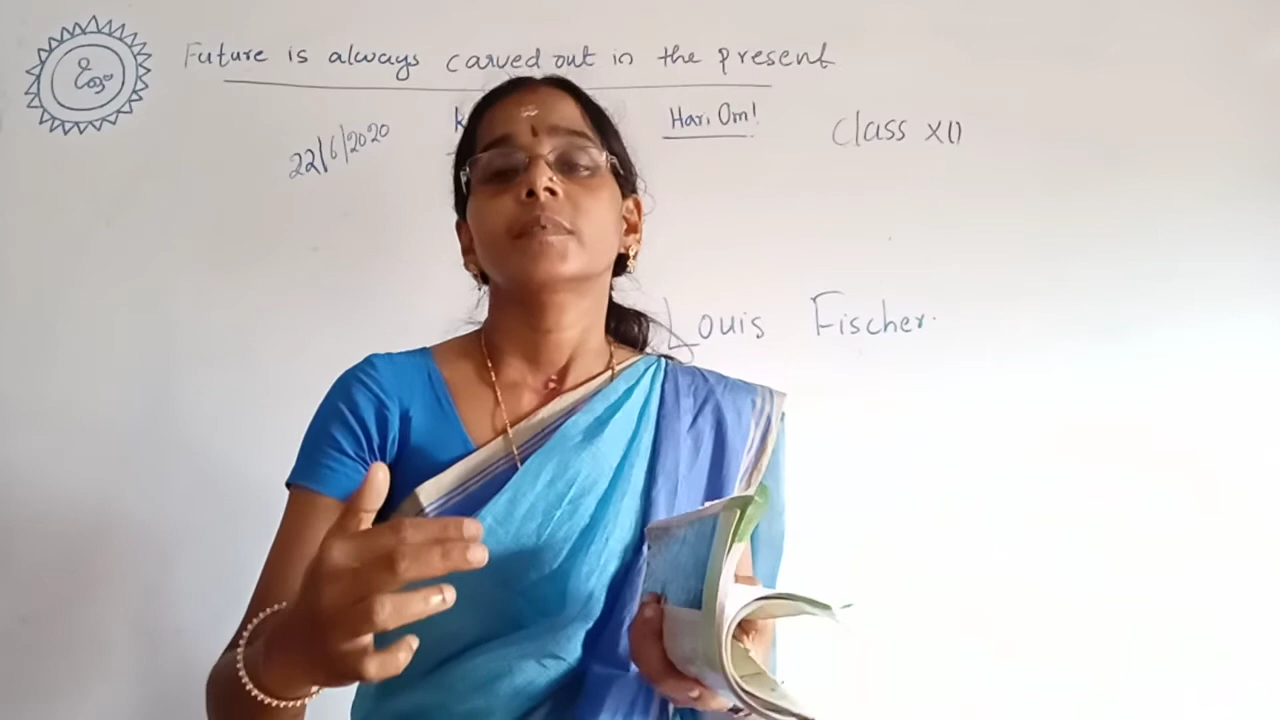 Future is always carved out in the present
Hari Om!
Class XII
22/6/2020
Louis Fischer.